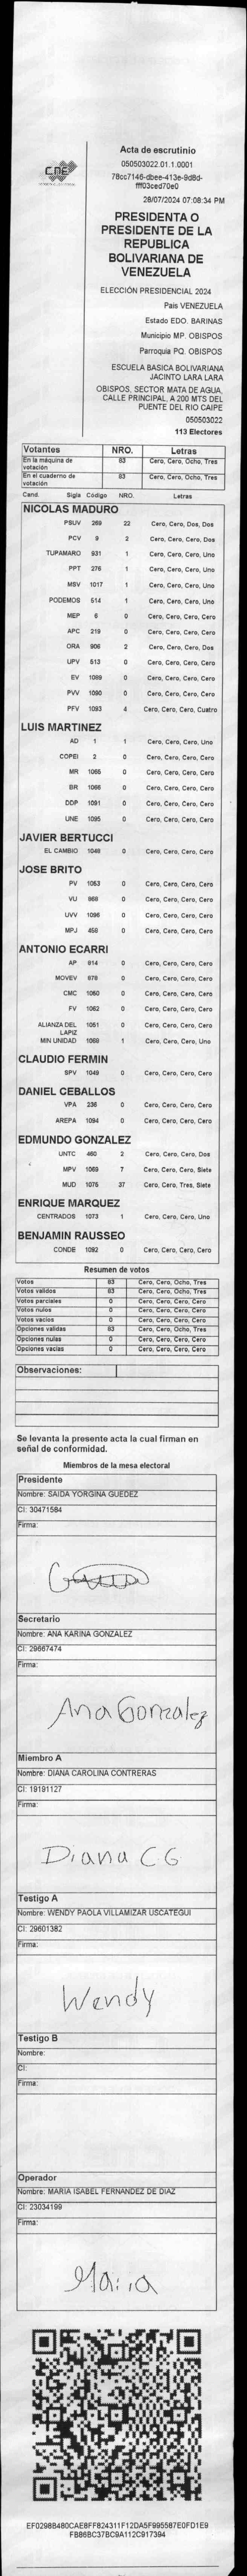 CNE
Acta de escrutinio
050503022.01.1.0001
78cc7146-dbee-413e-9d8d-
fff03ced70e0
28/07/2024 07:08:34 PM
PRESIDENTA O
PRESIDENTE DE LA
REPUBLICA
BOLIVARIANA DE
VENEZUELA
ELECCIÓN PRESIDENCIAL 2024
País VENEZUELA
Estado EDO. BARINAS
Municipio MP. OBISPOS
Parroquia PQ. OBISPOS
ESCUELA BASICA BOLIVARIANA
JACINTO LARA LARA
OBISPOS, SECTOR MATA DE AGUA,
CALLE PRINCIPAL, A 200 MTS DEL
PUENTE DEL RIO CAIPE
050503022
113 Electores
Votantes NRO. Letras
En la máquina de votación 83 Cero, Cero, Ocho, Tres
En el cuaderno de votación 83 Cero, Cero, Ocho, Tres
Cand. Sigla Código NRO. Letras
NICOLAS MADURO
PSUV 269 22 Cero, Cero, Dos, Dos
PCV 9 2 Cero, Cero, Cero, Dos
TUPAMARO 931 1 Cero, Cero, Cero, Uno
PPT 276 1 Cero, Cero, Cero, Uno
MSV 1017 1 Cero, Cero, Cero, Uno
PODEMOS 514 1 Cero, Cero, Cero, Uno
MEP 6 0 Cero, Cero, Cero, Cero
APC 219 0 Cero, Cero, Cero, Cero
ORA 906 2 Cero, Cero, Cero, Dos
UPV 513 0 Cero, Cero, Cero, Cero
EV 1089 0 Cero, Cero, Cero, Cero
PVV 1090 0 Cero, Cero, Cero, Cero
PFV 1093 4 Cero, Cero, Cero, Cuatro
LUIS MARTINEZ
AD 1 1 Cero, Cero, Cero, Uno
COPEI 2 0 Cero, Cero, Cero, Cero
MR 1065 0 Cero, Cero, Cero, Cero
BR 1066 0 Cero, Cero, Cero, Cero
DDP 1091 0 Cero, Cero, Cero, Cero
UNE 1095 0 Cero, Cero, Cero, Cero
JAVIER BERTUCCI
EL CAMBIO 1048 0 Cero, Cero, Cero, Cero
JOSE BRITO
PV 1053 0 Cero, Cero, Cero, Cero
VU 868 0 Cero, Cero, Cero, Cero
UVV 1096 0 Cero, Cero, Cero, Cero
MPJ 458 0 Cero, Cero, Cero, Cero
ANTONIO ECARRI
AP 814 0 Cero, Cero, Cero, Cero
MOVEV 678 0 Cero, Cero, Cero, Cero
CMC 1050 0 Cero, Cero, Cero, Cero
FV 1062 0 Cero, Cero, Cero, Cero
ALIANZA DEL LAPIZ 1051 0 Cero, Cero, Cero, Cero
MIN UNIDAD 1068 1 Cero, Cero, Cero, Uno
CLAUDIO FERMIN
SPV 1049 0 Cero, Cero, Cero, Cero
DANIEL CEBALLOS
VPA 236 0 Cero, Cero, Cero, Cero
AREPA 1094 0 Cero, Cero, Cero, Cero
EDMUNDO GONZALEZ
UNTC 460 2 Cero, Cero, Cero, Dos
MPV 1069 7 Cero, Cero, Cero, Siete
MUD 1075 37 Cero, Cero, Tres, Siete
ENRIQUE MARQUEZ
CENTRADOS 1073 1 Cero, Cero, Cero, Uno
BENJAMIN RAUSSEO
CONDE 1092 0 Cero, Cero, Cero, Cero
Resumen de votos
Votos 83 Cero, Cero, Ocho, Tres
Votos validos 83 Cero, Cero, Ocho, Tres
Votos parciales 0 Cero, Cero, Cero, Cero
Votos nulos 0 Cero, Cero, Cero, Cero
Votos vacios 0 Cero, Cero, Cero, Cero
Opciones validas 83 Cero, Cero, Ocho, Tres
Opciones nulas 0 Cero, Cero, Cero, Cero
Opciones vacias 0 Cero, Cero, Cero, Cero
Observaciones:
Se levanta la presente acta la cual firman en
señal de conformidad.
Miembros de la mesa electoral
Presidente
Nombre: SAIDA YORGINA GUEDEZ
CI: 30471584
Firma:
Secretario
Nombre: ANA KARINA GONZALEZ
CI: 29667474
Firma:
Ana Gonzalez
Miembro A
Nombre: DIANA CAROLINA CONTRERAS
CI: 19191127
Firma:
Diana CG
Testigo A
Nombre: WENDY PAOLA VILLAMIZAR USCATEGUI
CI: 29601382
Firma:
Wendy
Testigo B
Nombre:
CI:
Firma:
Operador
Nombre: MARIA ISABEL FERNANDEZ DE DIAZ
CI: 23034199
Firma:
Maria
EF0298B480CAE8FF824311F12DA5F995587E0FD1E9
FB86BC37BC9A112C917394